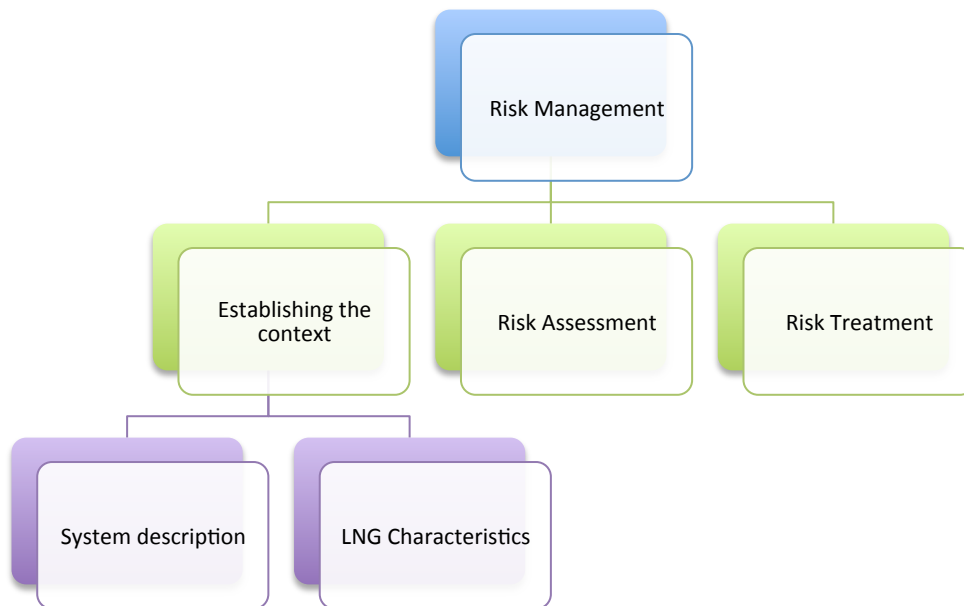 Risk Management
Establishing the
context
Risk Assessment
Risk Treatment
System description
LNG Characteristics